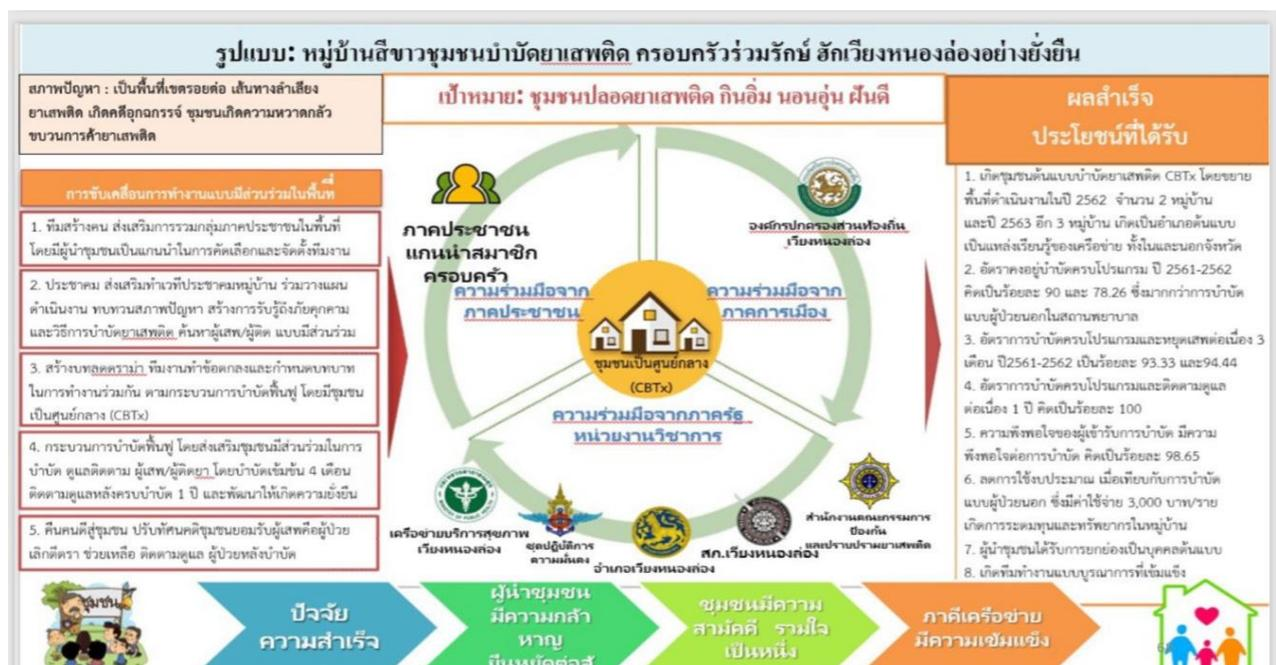 รูปแบบ: หมู่บ้านสีขาวชุมชนบำบัดยาเสพติด ครอบครัวร่วมรักษ์ ฮักเวียงหนองล่องอย่างยั่งยืน
สภาพปัญหา : เป็นพื้นที่เขตรอยต่อ เส้นทางลำเลียง
ยาเสพติด เกิดคดีอุกฉกรรจ์ ชุมชนเกิดความหวาดกลัว
ขบวนการค้ายาเสพติด
การขับเคลื่อนการทำงานแบบมีส่วนร่วมในพื้นที่
1. ทีมสร้างคน ส่งเสริมการรวมกลุ่มภาคประชาชนในพื้นที่
โดยมีผู้นำชุมชนเป็นแกนนำในการคัดเลือกและจัดตั้งทีมงาน
2. ประชาคม ส่งเสริมทำเวทีประชาคมหมู่บ้าน ร่วมวางแผน
ดำเนินงาน ทบทวนสภาพปัญหา สร้างการรับรู้ถึงภัยคุกคาม
และวิธีการบำบัดยาเสพติด ค้นหาผู้เสพ/ผู้ติด แบบมีส่วนร่วม
3. สร้างบทลดดราม่า ทีมงานทำข้อตกลงและกำหนดบทบาท
ในการทำงานร่วมกัน ตามกระบวนการบำบัดฟื้นฟู โดยมีชุมชน
เป็นศูนย์กลาง (CBTx)
4. กระบวนการบำบัดฟื้นฟู โดยส่งเสริมชุมชนมีส่วนร่วมในการ
บำบัด ดูแลติดตาม ผู้เสพ/ผู้ติดยา โดยบำบัดเข้มข้น 4 เดือน
ติดตามดูแลหลังครบบำบัด 1 ปี และพัฒนาให้เกิดความยั่งยืน
5. คืนคนดีสู่ชุมชน ปรับทัศนคติชุมชนยอมรับผู้เสพคือผู้ป่วย
เลิกตีตรา ช่วยเหลือ ติดตามดูแล ผู้ป่วยหลังบำบัด
เป้าหมาย: ชุมชนปลอดยาเสพติด กินอิ่ม นอนอุ่น ฝันดี
ภาคประชาชน
แกนนำสมาชิก
ครอบครัว
ความร่วมมือจาก
ภาคประชาชน
องค์กรปกครองส่วนท้องถิ่น
เวียงหนองล่อง
ความร่วมมือจาก
ภาคการเมือง
ชุมชนเป็นศูนย์กลาง
(CBTx)
ความร่วมมือจากภาครัฐ
หน่วยงานวิชาการ
เครือข่ายบริการสุขภาพ
เวียงหนองล่อง
ชุดปฏิบัติการ
ความมั่นคง
อำเภอเวียงหนองล่อง
สภ.เวียงหนองล่อง
สำนักงานคณะกรรมการ
ป้องกัน
และปราบปรามยาเสพติด
ผลสำเร็จ
ประโยชน์ที่ได้รับ
1. เกิดชุมชนต้นแบบบำบัดยาเสพติด CBTx โดยขยาย
พื้นที่ดำเนินงานในปี 2562 จำนวน 2 หมู่บ้าน
และปี 2563 อีก 3 หมู่บ้าน เกิดเป็นอำเภอต้นแบบ
เป็นแหล่งเรียนรู้ของเครือข่าย ทั้งในและนอกจังหวัด
2. อัตราคงอยู่บำบัดครบโปรแกรม ปี 2561-2562
คิดเป็นร้อยละ 90 และ 78.26 ซึ่งมากกว่าการบำบัด
แบบผู้ป่วยนอกในสถานพยาบาล
3. อัตราการบำบัดครบโปรแกรมและหยุดเสพต่อเนื่อง 3
เดือน ปี2561-2562 เป็นร้อยละ 93.33 และ94.44
4. อัตราการบำบัดครบโปรแกรมและติดตามดูแล
ต่อเนื่อง 1 ปี คิดเป็นร้อยละ 100
5. ความพึงพอใจของผู้เข้ารับการบำบัด มีความ
พึงพอใจต่อการบำบัด คิดเป็นร้อยละ 98.65
6. ลดการใช้งบประมาณ เมื่อเทียบกับการบำบัด
แบบผู้ป่วยนอก ซึ่งมีค่าใช้จ่าย 3,000 บาท/ราย
เกิดการระดมทุนและทรัพยากรในหมู่บ้าน
7. ผู้นำชุมชนได้รับการยกย่องเป็นบุคคลต้นแบบ
8. เกิดทีมทำงานแบบบูรณาการที่เข้มแข็ง
ชุมชน
ปัจจัย
ความสำเร็จ
ผู้นำชุมชน
มีความกล้า
หาญ
ยืนหยัดต่อสู้
ชุมชนมีความ
สามัคคี รวมใจ
เป็นหนึ่ง
ภาคีเครือข่าย
มีความเข้มแข็ง